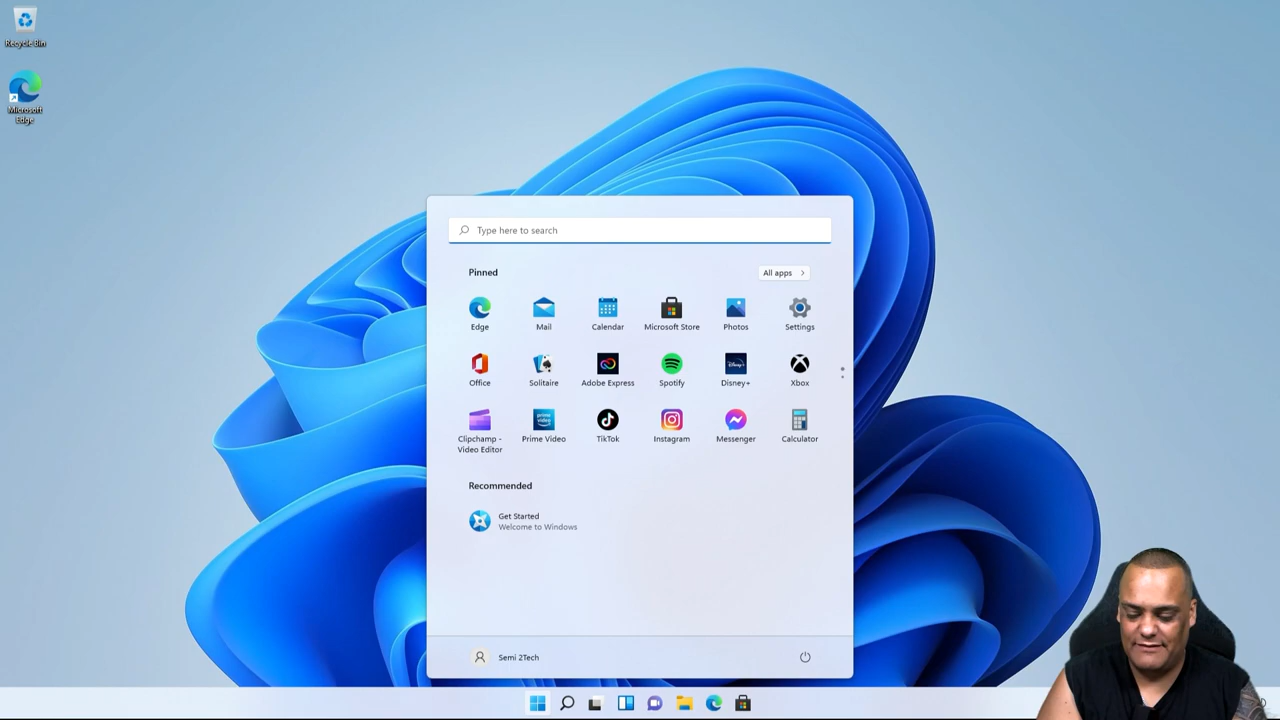 Recycle Bin
Microsoft
Edge
Type here to search
Pinned
All apps
Edge
Mail
Calendar
Microsoft Store
Photos
Settings
Office
Solitaire
Adobe Express
Spotify
Disney+
Xbox
Clipchamp -
Video Editor
Prime Video
TikTok
Instagram
Messenger
Calculator
Recommended
Get Started
Welcome to Windows
Semi 2Tech